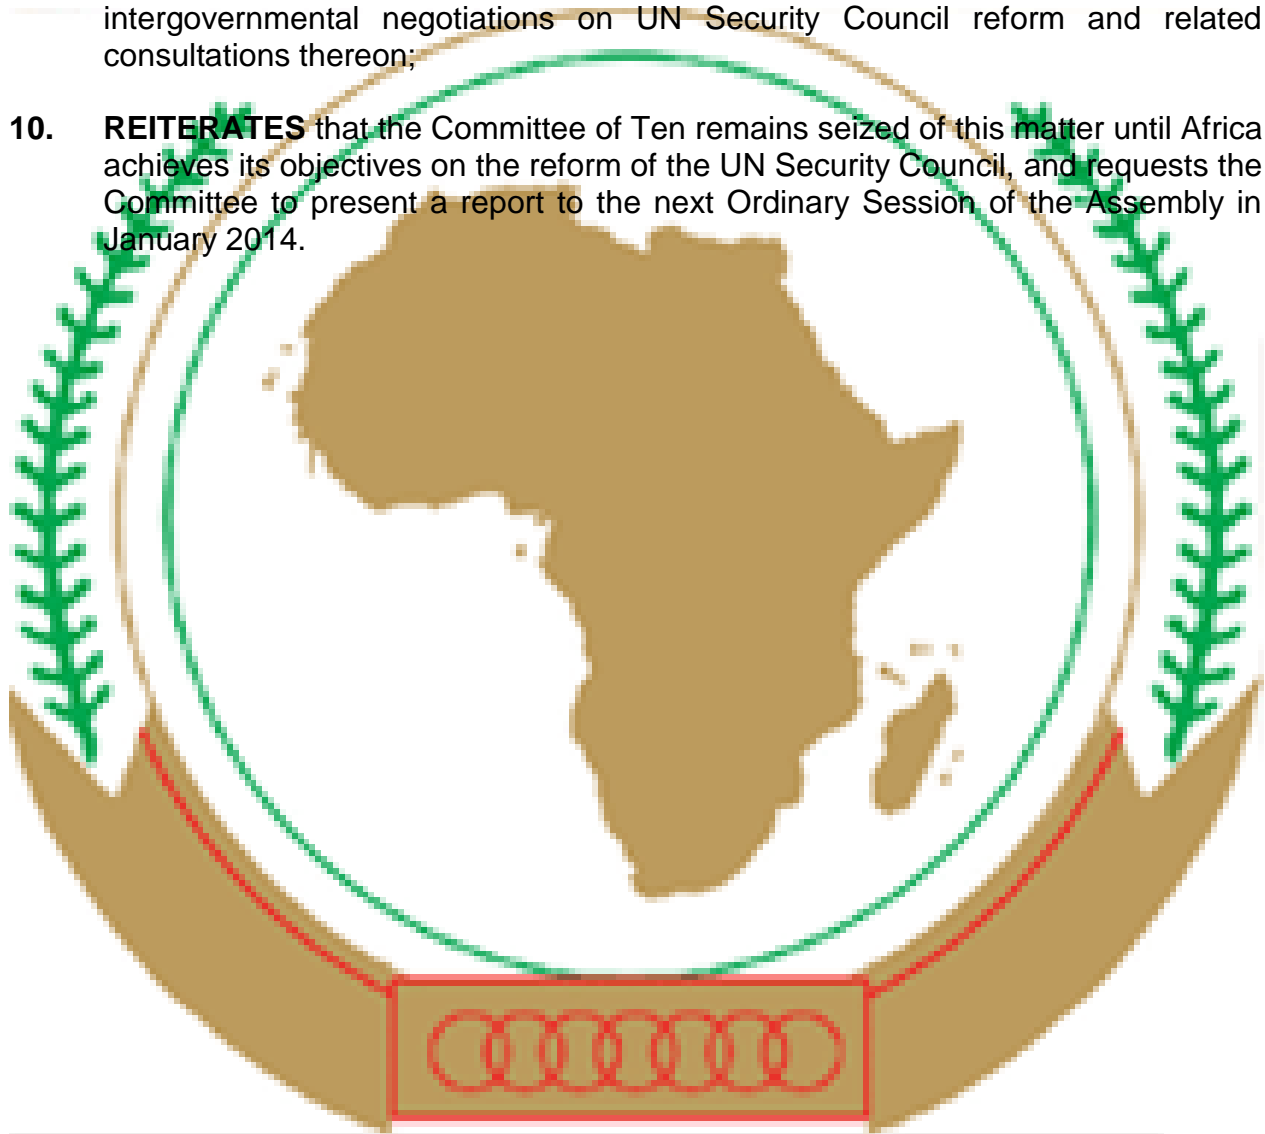 intergovernmental negotiations on UN Security Council reform and related
consultations thereon;
10. REITERATES that the Committee of Ten remains seized of this matter until Africa
achieves its objectives on the reform of the UN Security Council, and requests the
Committee to present a report to the next Ordinary Session of the Assembly in
January 2014.